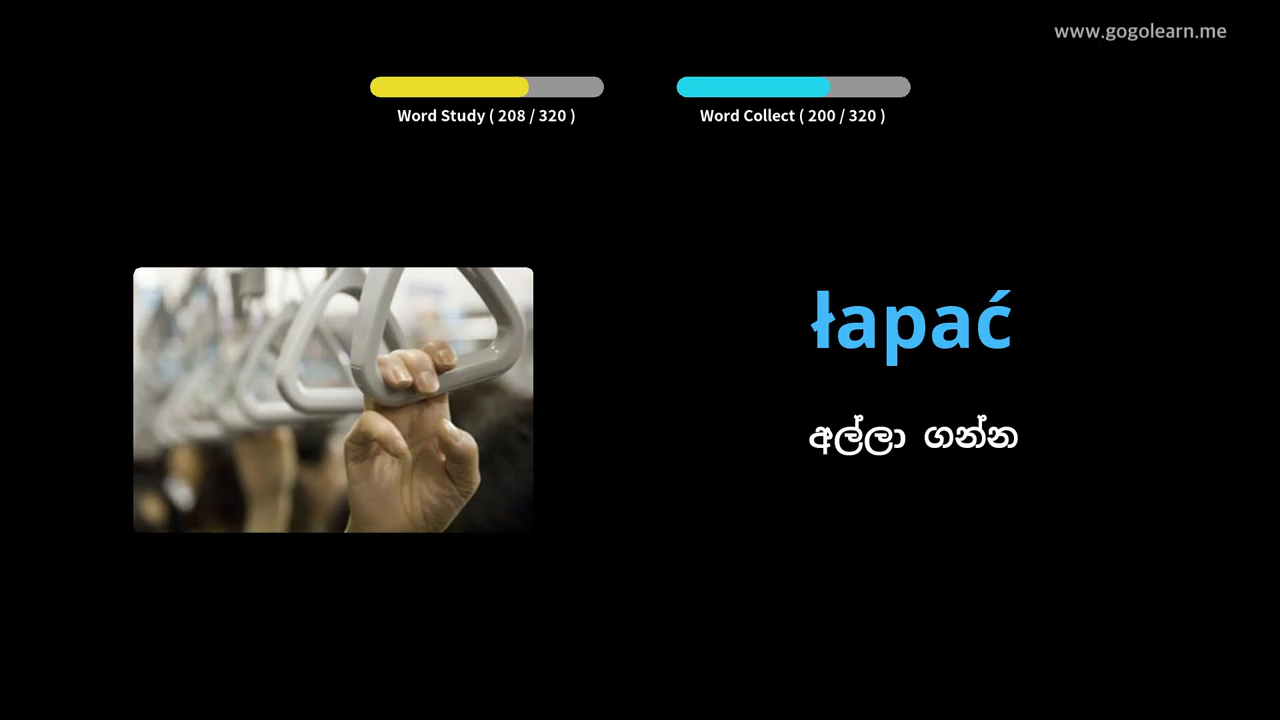 www.gogolearn.me
Word Study ( 208 / 320 )
Word Collect ( 200 / 320 )
łapać
අල්ලා ගන්න